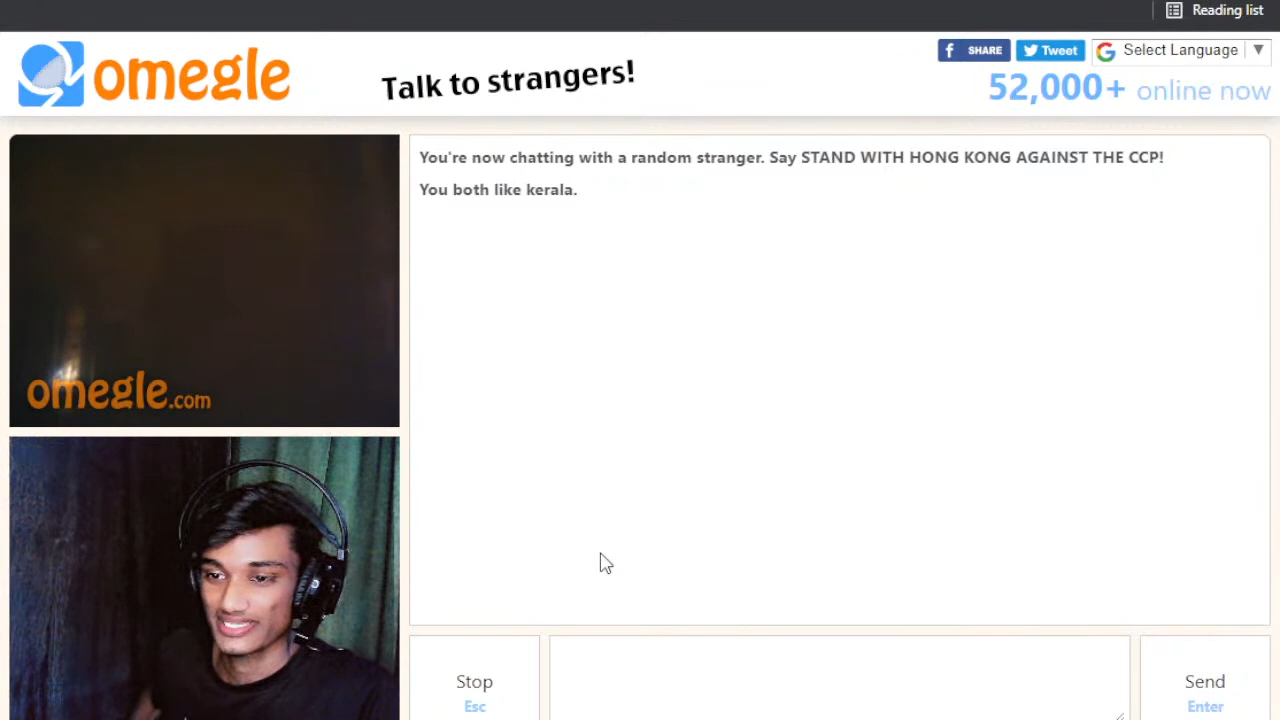 Reading list
omegle
Talk to strangers!
SHARE
Tweet
Select Language
52,000+ online now
You're now chatting with a random stranger. Say STAND WITH HONG KONG AGAINST THE CCP!
You both like kerala.
omegle.com
Stop
Esc
Send
Enter